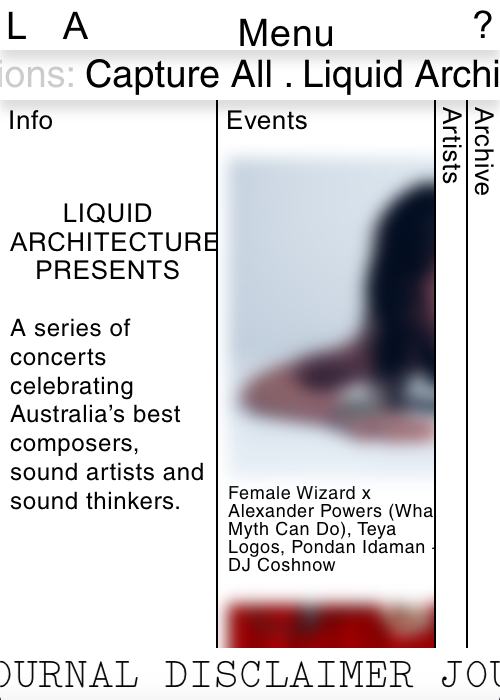 L A Menu ?
ions: Capture All . Liquid Archi
Info
LIQUID
ARCHITECTURE
PRESENTS
A series of
concerts
celebrating
Australia’s best
composers,
sound artists and
sound thinkers.
Events
Female Wizard x
Alexander Powers (Wha
Myth Can Do), Teya
Logos, Pondan Idaman
DJ Coshnow
Artists
Archive
OURNAL DISCLAIMER JOU